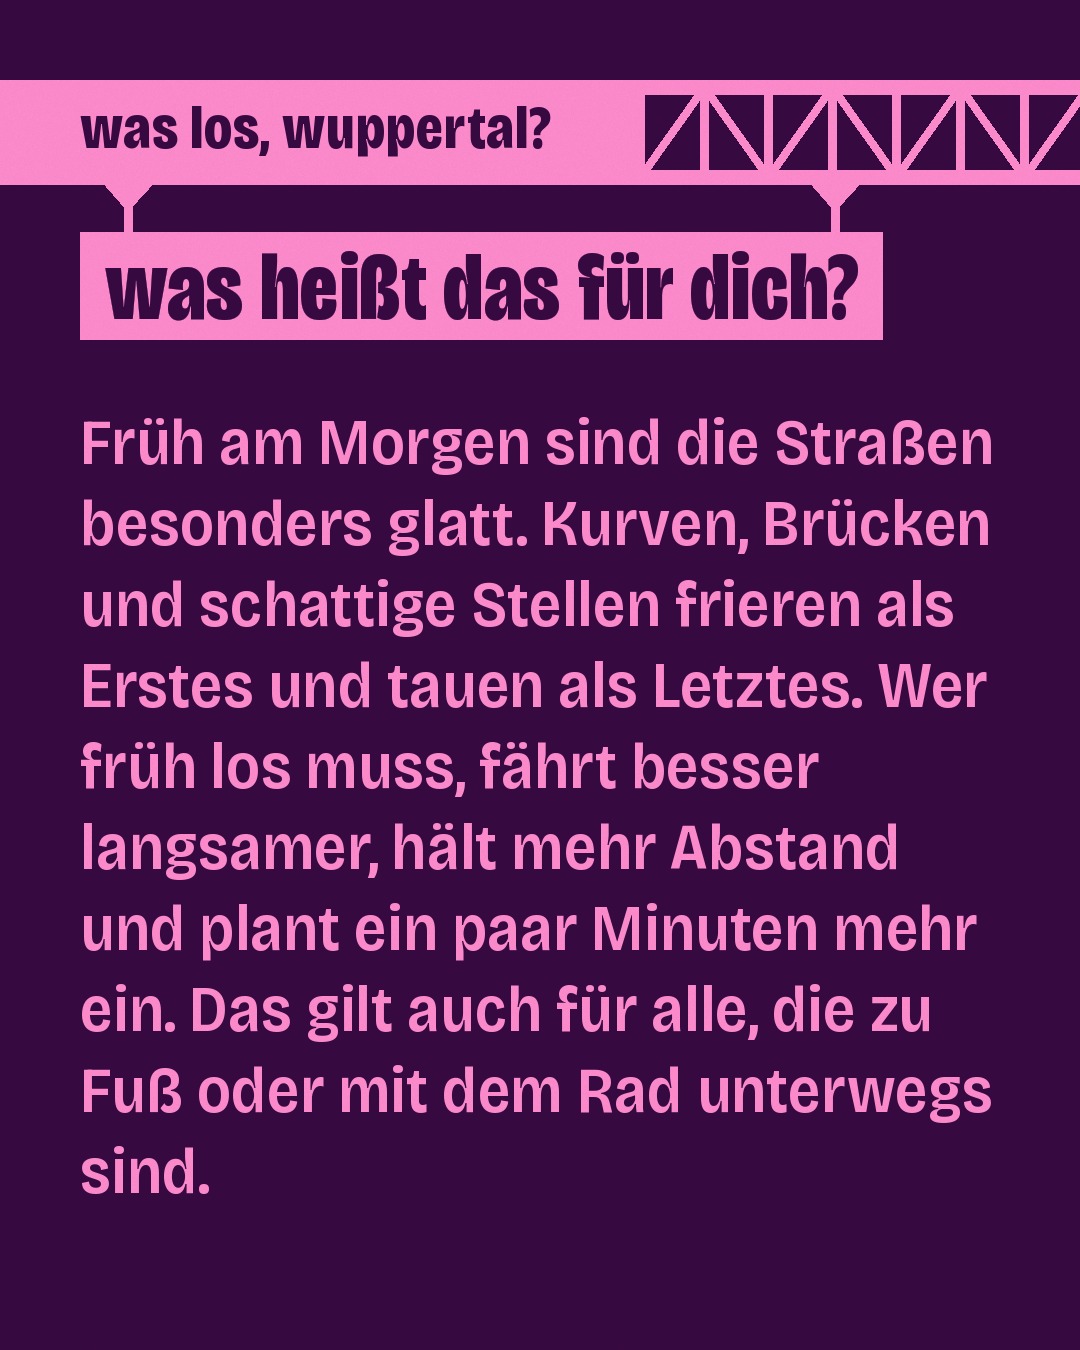 was los, wuppertal?
was heißt das für dich?
Früh am Morgen sind die Straßen
besonders glatt. Kurven, Brücken
und schattige Stellen frieren als
Erstes und tauen als Letztes. Wer
früh los muss, fährt besser
langsamer, hält mehr Abstand
und plant ein paar Minuten mehr
ein. Das gilt auch für alle, die zu
Fuß oder mit dem Rad unterwegs
sind.